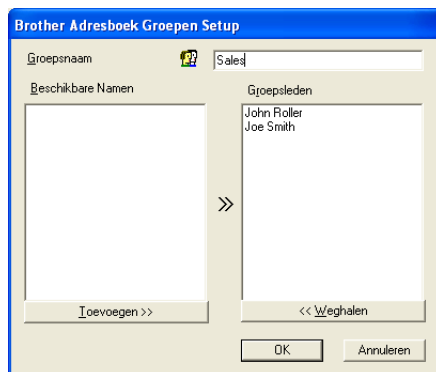 Brother Adresboek Groepen Setup
Groepsnaam
Sales
Beschikbare Namen
Groepsleden
John Roller
Joe Smith
»
Toevoegen >>
<< Weghalen
OK
Annuleren